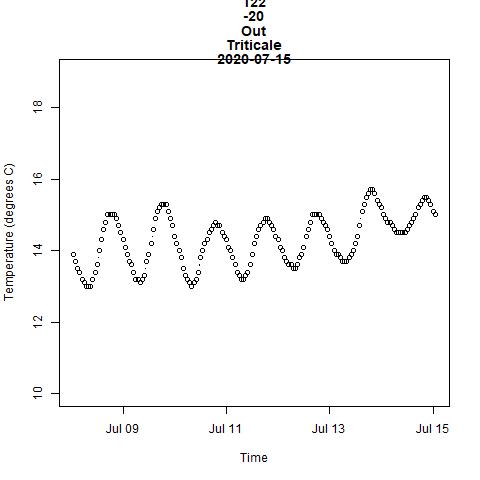 122
-20
Out
Triticale
2020-07-15
Temperature (degrees C)
18
16
14
12
10
Jul 09
Jul 11
Jul 13
Jul 15
Time